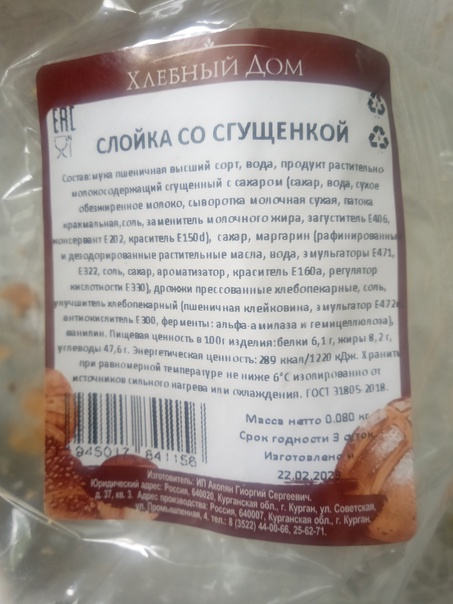 ХЛЕБНЫЙ ДОМ
EAC
СЛОЙКА СО СГУЩЕНКОЙ
Состав: мука пшеничная высший сорт, вода, продукт растительно
молокосодержащий сгущенный с сахаром (сахар, вода, сухое
обезжиренное молоко, сыворотка молочная сухая, патока
крахмальная, соль, заменитель молочного жира, загуститель Е406,
консервант Е202, краситель Е150d), сахар, маргарин (рафинированные
и дезодорированные растительные масла, вода, эмульгаторы Е471,
Е322, соль, сахар, ароматизатор, краситель Е160а, регулятор
кислотности Е330), дрожжи прессованные хлебопекарные, соль,
улучшитель хлебопекарный (пшеничная клейковина, эмульгатор Е472е
антиокислитель Е300, ферменты: альфа-амилаза и гемицеллюлоза),
ванилин. Пищевая ценность в 100г изделия: белки 6,1 г, жиры 8,2 г,
углеводы 47,6 г. Энергетическая ценность: 289 ккал/1220 кДж. Хранить
при равномерной температуре не ниже 6°С изолированно от
источников сильного нагрева или охлаждения. ГОСТ 31805-2018.
Масса нетто 0.080 кг
Срок годности 3 суток
Изготовлено
22.02.202
945017 841156
Изготовитель: ИП Акопян Гиоргий Сергеевич.
Юридический адрес: Россия, 640020, Курганская обл., г. Курган, ул. Советская,
д. 37, кв. 3. Адрес производства: Россия, 640007, Курганская обл., г. Курган,
ул. Промышленная, 4, тел.: 8 (3522) 44-00-66, 25-62-71.